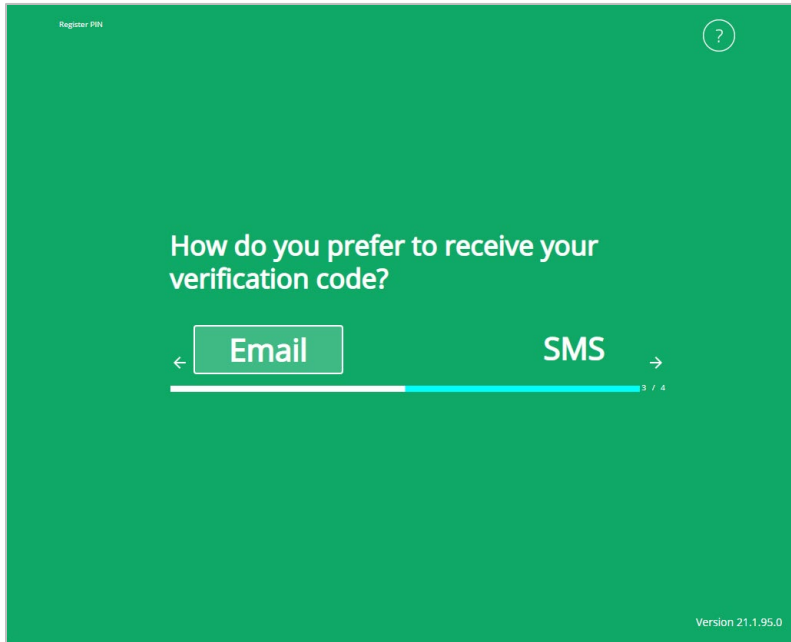 Register PIN
?
How do you prefer to receive your
verification code?
← Email SMS →
3 / 4
Version 21.1.95.0